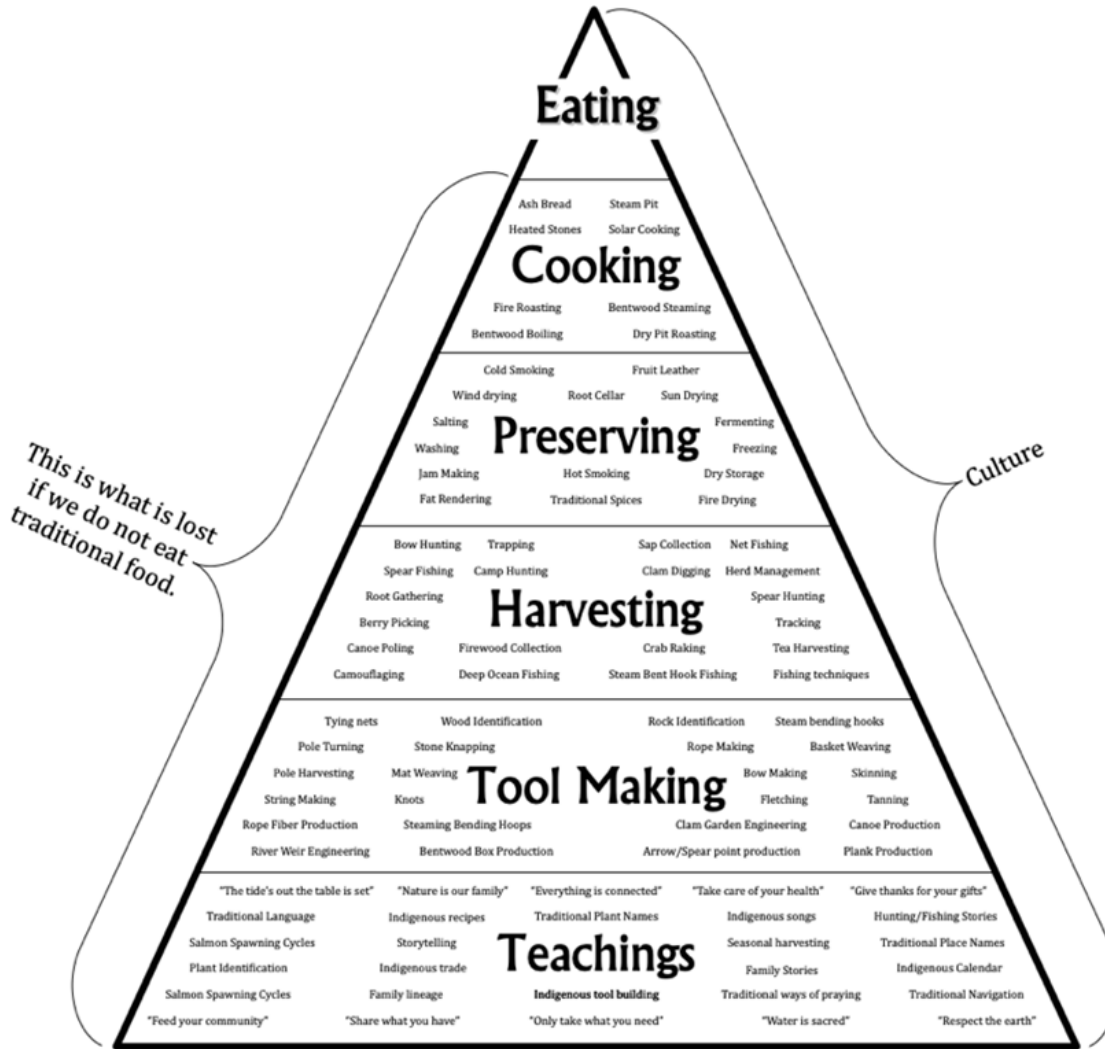 Eating
Ash Bread Steam Pit
Heated Stones Solar Cooking
Cooking
Fire Roasting Bentwood Steaming
Bentwood Boiling Dry Pit Roasting
Cold Smoking Fruit Leather
Wind drying Root Cellar Sun Drying
Salting Fermenting
Preserving
Washing Freezing
Jam Making Hot Smoking Dry Storage
Fat Rendering Traditional Spices Fire Drying
This is what is lost
if we do not eat
traditional food.
Culture
Bow Hunting Trapping Sap Collection Net Fishing
Spear Fishing Camp Hunting Clam Digging Herd Management
Root Gathering Spear Hunting
Harvesting
Berry Picking Tracking
Canoe Poling Firewood Collection Crab Raking Tea Harvesting
Camouflaging Deep Ocean Fishing Steam Bent Hook Fishing Fishing techniques
Tying nets Wood Identification Rock Identification Steam bending hooks
Pole Turning Stone Knapping Rope Making Basket Weaving
Pole Harvesting Mat Weaving Bow Making Skinning
Tool Making
String Making Knots Fletching Tanning
Rope Fiber Production Steaming Bending Hoops Clam Garden Engineering Canoe Production
River Weir Engineering Bentwood Box Production Arrow/Spear point production Plank Production
"The tide's out the table is set" "Nature is our family" "Everything is connected" "Take care of your health" "Give thanks for your gifts"
Traditional Language Indigenous recipes Traditional Plant Names Indigenous songs Hunting/Fishing Stories
Salmon Spawning Cycles Storytelling Seasonal harvesting Traditional Place Names
Teachings
Plant Identification Indigenous trade Family Stories Indigenous Calendar
Salmon Spawning Cycles Family lineage Indigenous tool building Traditional ways of praying Traditional Navigation
"Feed your community" "Share what you have" "Only take what you need" "Water is sacred" "Respect the earth"